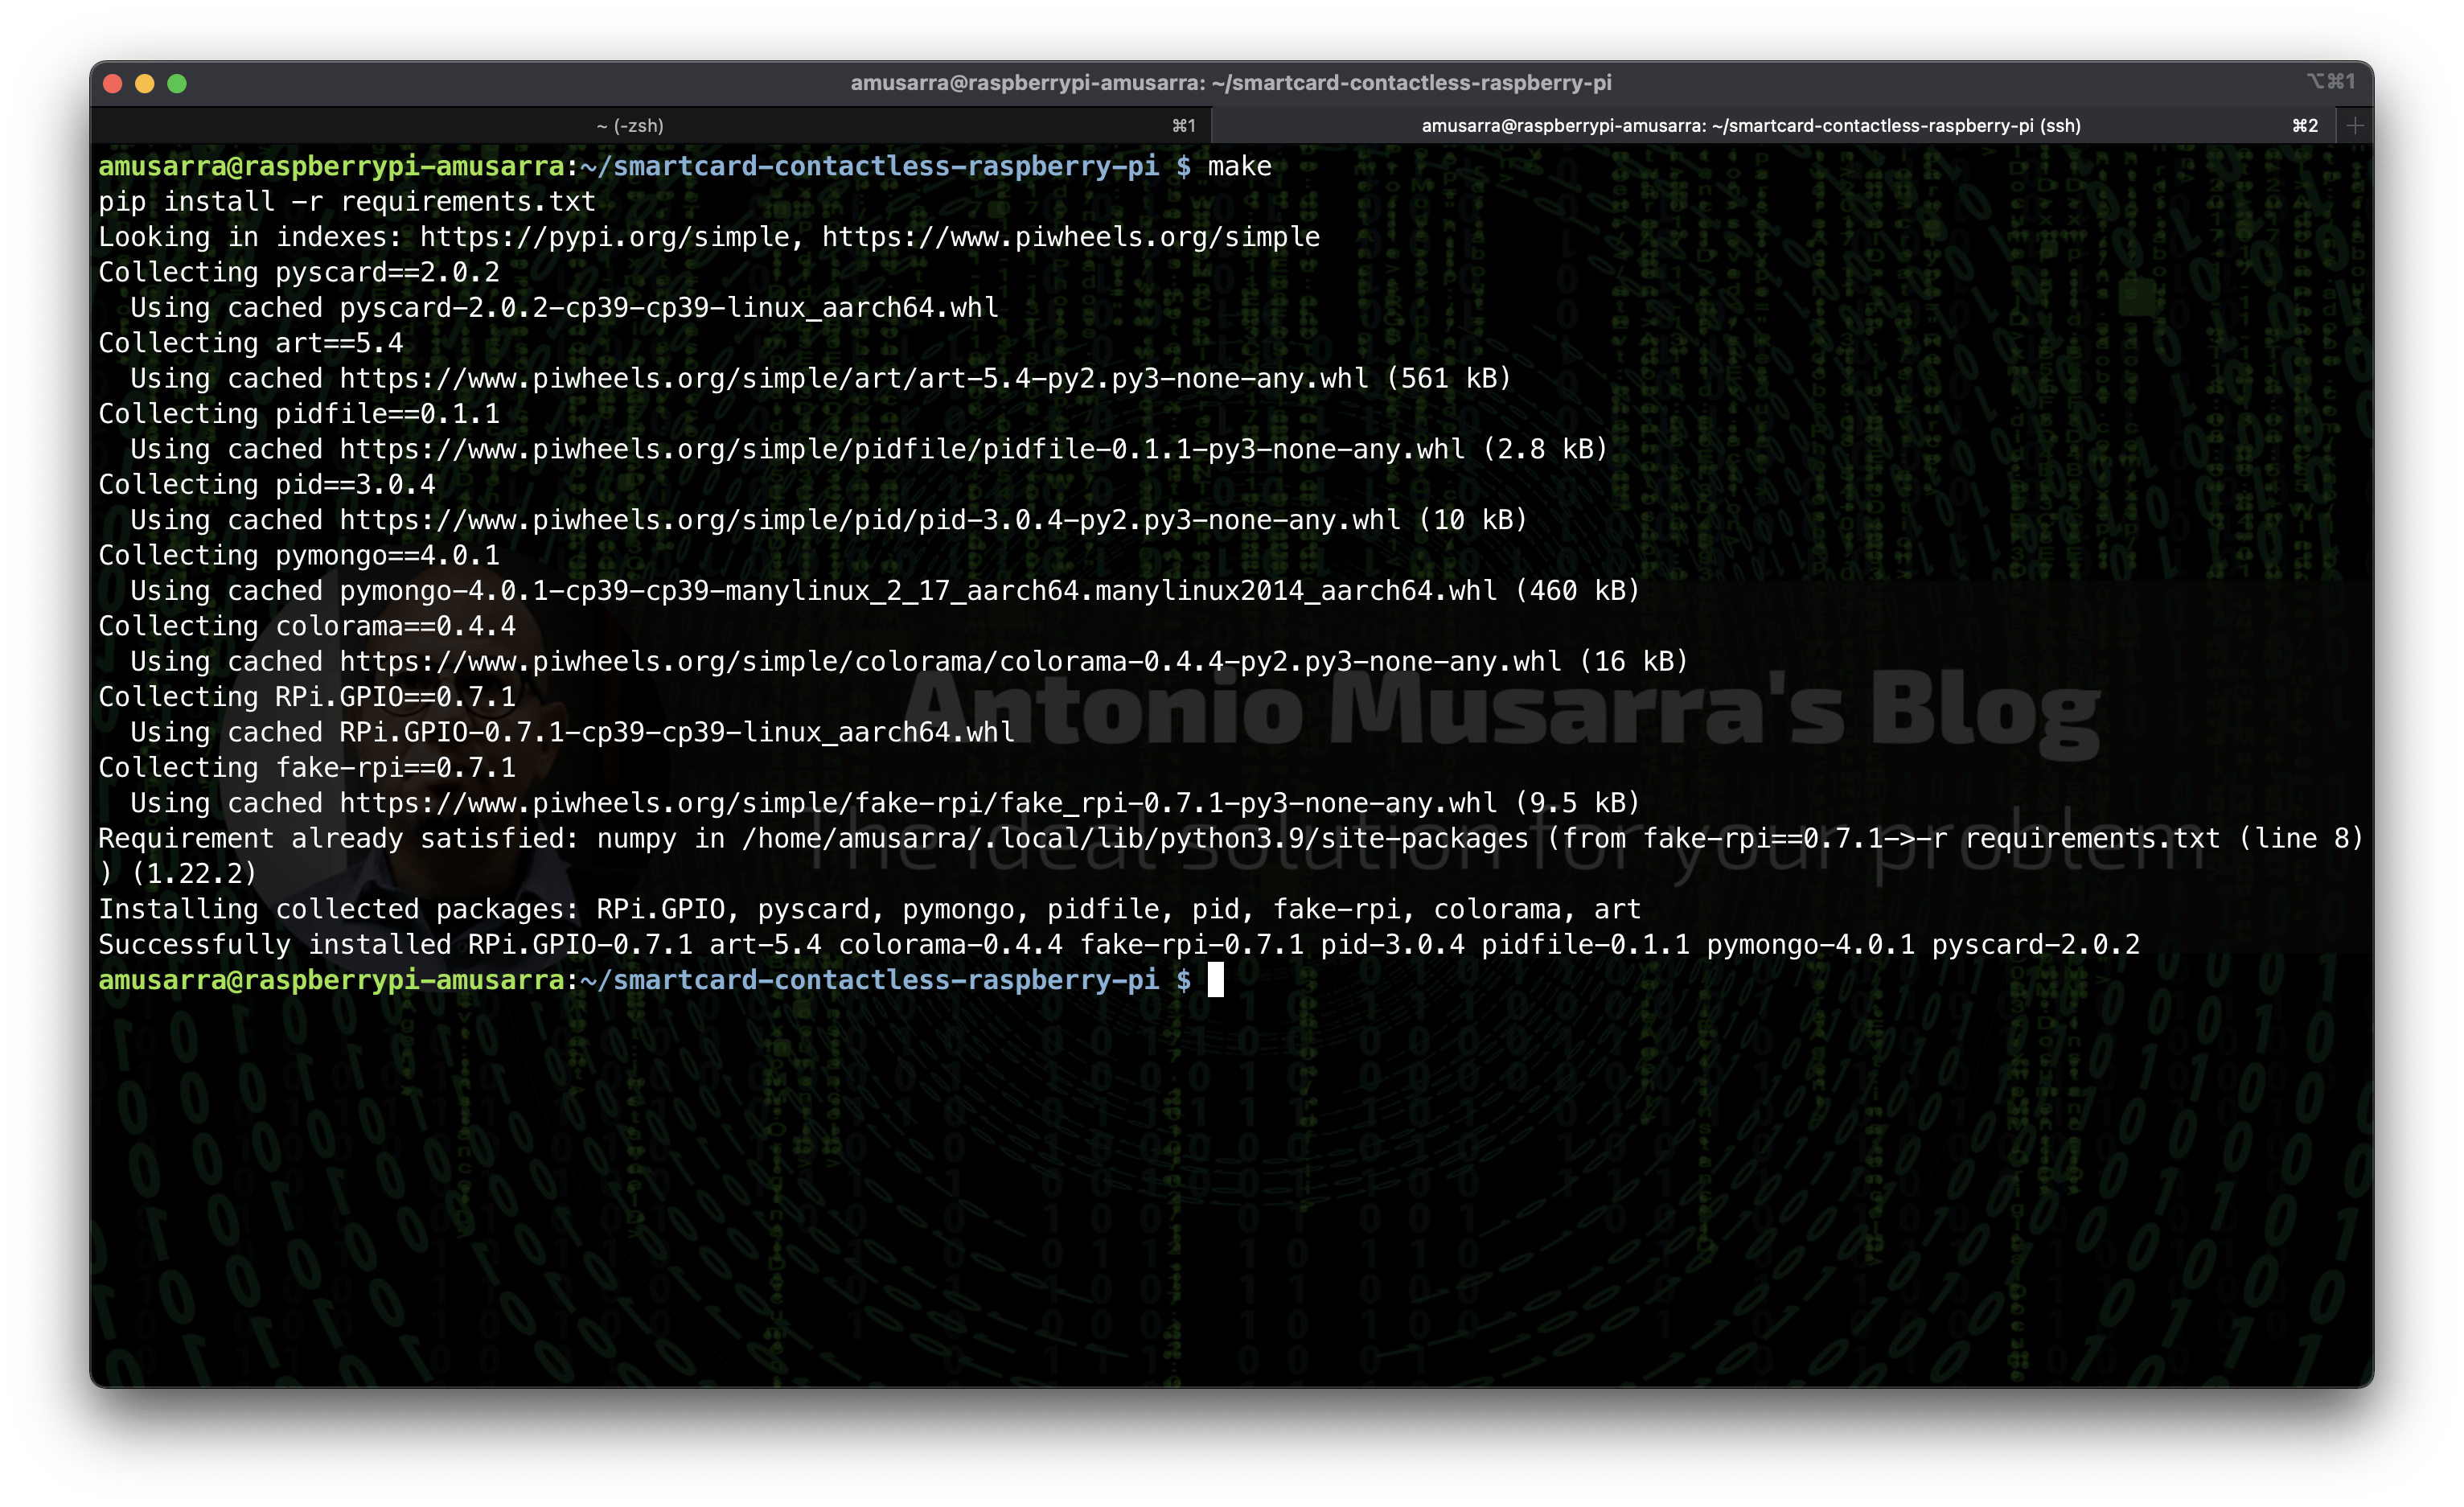 amusarra@raspberrypi-amusarra: ~/smartcard-contactless-raspberry-pi
⌥⌘1
~ (-zsh)
⌘1
amusarra@raspberrypi-amusarra: ~/smartcard-contactless-raspberry-pi (ssh)
⌘2
amusarra@raspberrypi-amusarra:~/smartcard-contactless-raspberry-pi $ make
pip install -r requirements.txt
Looking in indexes: https://pypi.org/simple, https://www.piwheels.org/simple
Collecting pyscard==2.0.2
  Using cached pyscard-2.0.2-cp39-cp39-linux_aarch64.whl
Collecting art==5.4
  Using cached https://www.piwheels.org/simple/art/art-5.4-py2.py3-none-any.whl (561 kB)
Collecting pidfile==0.1.1
  Using cached https://www.piwheels.org/simple/pidfile/pidfile-0.1.1-py3-none-any.whl (2.8 kB)
Collecting pid==3.0.4
  Using cached https://www.piwheels.org/simple/pid/pid-3.0.4-py2.py3-none-any.whl (10 kB)
Collecting pymongo==4.0.1
  Using cached pymongo-4.0.1-cp39-cp39-manylinux_2_17_aarch64.manylinux2014_aarch64.whl (460 kB)
Collecting colorama==0.4.4
  Using cached https://www.piwheels.org/simple/colorama/colorama-0.4.4-py2.py3-none-any.whl (16 kB)
Collecting RPi.GPIO==0.7.1
  Using cached RPi.GPIO-0.7.1-cp39-cp39-linux_aarch64.whl
Collecting fake-rpi==0.7.1
  Using cached https://www.piwheels.org/simple/fake-rpi/fake_rpi-0.7.1-py3-none-any.whl (9.5 kB)
Requirement already satisfied: numpy in /home/amusarra/.local/lib/python3.9/site-packages (from fake-rpi==0.7.1->-r requirements.txt (line 8)
) (1.22.2)
Installing collected packages: RPi.GPIO, pyscard, pymongo, pidfile, pid, fake-rpi, colorama, art
Successfully installed RPi.GPIO-0.7.1 art-5.4 colorama-0.4.4 fake-rpi-0.7.1 pid-3.0.4 pidfile-0.1.1 pymongo-4.0.1 pyscard-2.0.2
amusarra@raspberrypi-amusarra:~/smartcard-contactless-raspberry-pi $
Antonio Musarra's Blog
The ideal solution for your problem